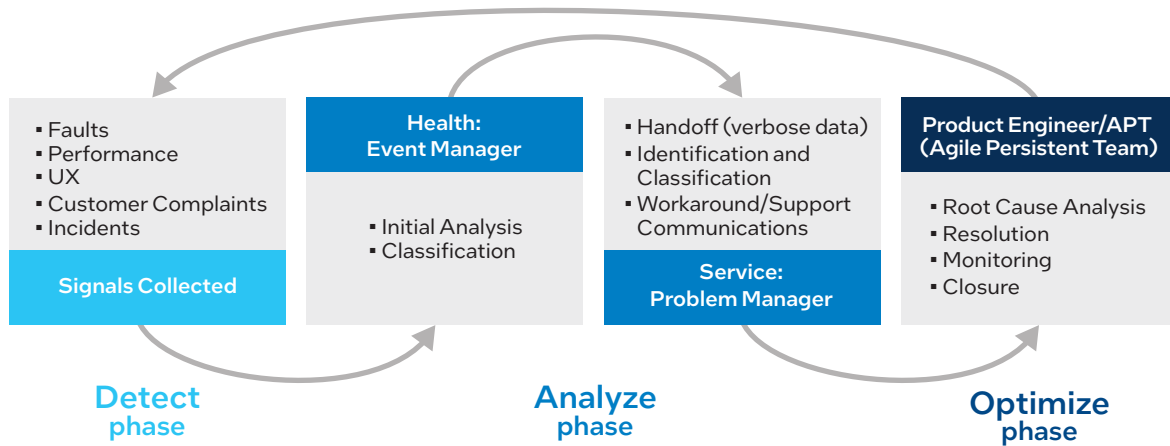 ▪ Faults
▪ Performance
▪ UX
▪ Customer Complaints
▪ Incidents
Signals Collected
Health:
Event Manager
▪ Initial Analysis
▪ Classification
▪ Handoff (verbose data)
▪ Identification and
Classification
▪ Workaround/Support
Communications
Service:
Problem Manager
Product Engineer/APT
(Agile Persistent Team)
▪ Root Cause Analysis
▪ Resolution
▪ Monitoring
▪ Closure
Detect
phase
Analyze
phase
Optimize
phase